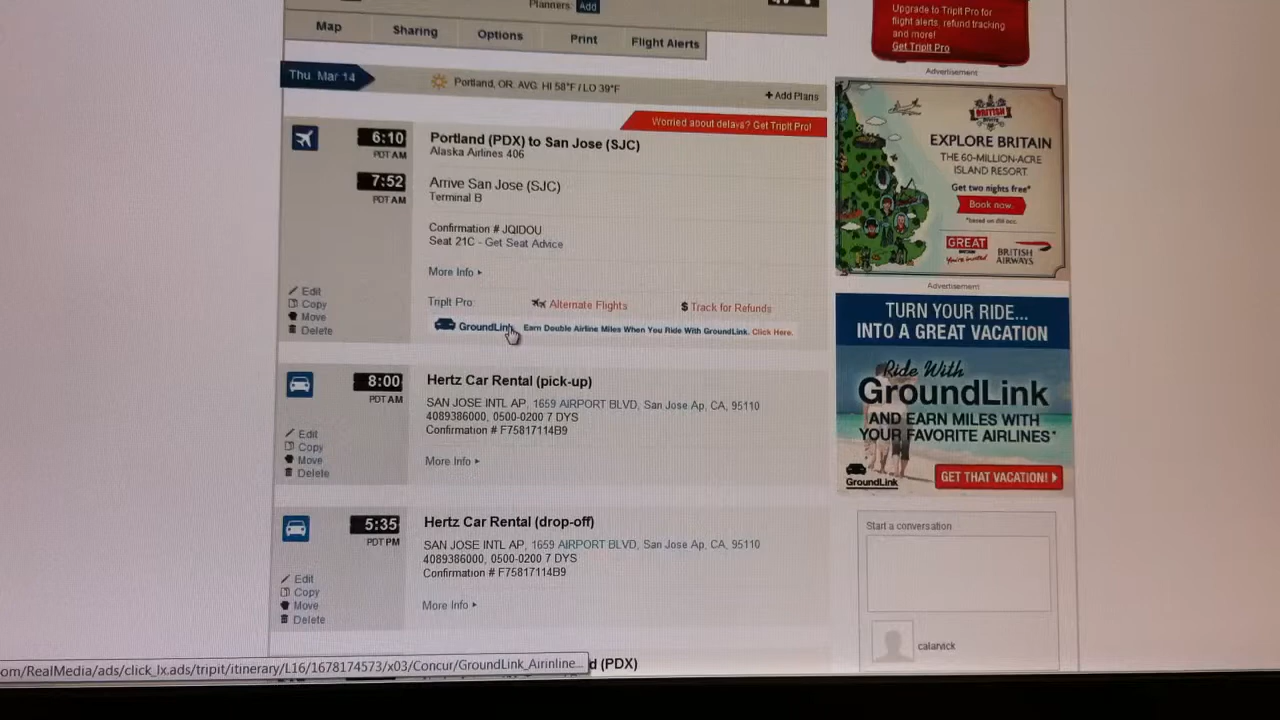 Planners: Add
Map Sharing Options Print Flight Alerts
Thu. Mar 14
Portland, OR. AVG. HI 58°F / LO 39°F
+ Add Plans
Worried about delays? Get TripIt Pro!
6:10
PDT AM
Portland (PDX) to San Jose (SJC)
Alaska Airlines 406
7:52
PDT AM
Arrive San Jose (SJC)
Terminal B
Confirmation # JQIDOU
Seat 21C - Get Seat Advice
More Info
Edit
Copy
Move
Delete
TripIt Pro: Alternate Flights $ Track for Refunds
GroundLink Earn Double Airline Miles When You Ride With GroundLink. Click Here.
8:00
PDT AM
Hertz Car Rental (pick-up)
SAN JOSE INTL AP, 1659 AIRPORT BLVD, San Jose Ap, CA, 95110
4089386000, 0500-0200 7 DYS
Confirmation # F75817114B9
More Info
Edit
Copy
Move
Delete
5:35
PDT PM
Hertz Car Rental (drop-off)
SAN JOSE INTL AP, 1659 AIRPORT BLVD, San Jose Ap, CA, 95110
4089386000, 0500-0200 7 DYS
Confirmation # F75817114B9
More Info
Edit
Copy
Move
Delete
d (PDX)
om/RealMedia/ads/click_lx.ads/tripit/itinerary/L16/1678174573/x03/Concur/GroundLink_Airinline...
Upgrade to TripIt Pro for
flight alerts, refund tracking
and more!
Get TripIt Pro
Advertisement
BRITISH
EXPLORE BRITAIN
THE 60-MILLION-ACRE
ISLAND RESORT.
Get two nights free*
Book now
GREAT
You're invited
BRITISH
AIRWAYS
Advertisement
TURN YOUR RIDE...
INTO A GREAT VACATION
Ride With
GroundLink
AND EARN MILES WITH
YOUR FAVORITE AIRLINES*
GroundLink
GET THAT VACATION!
Start a conversation
calarvick